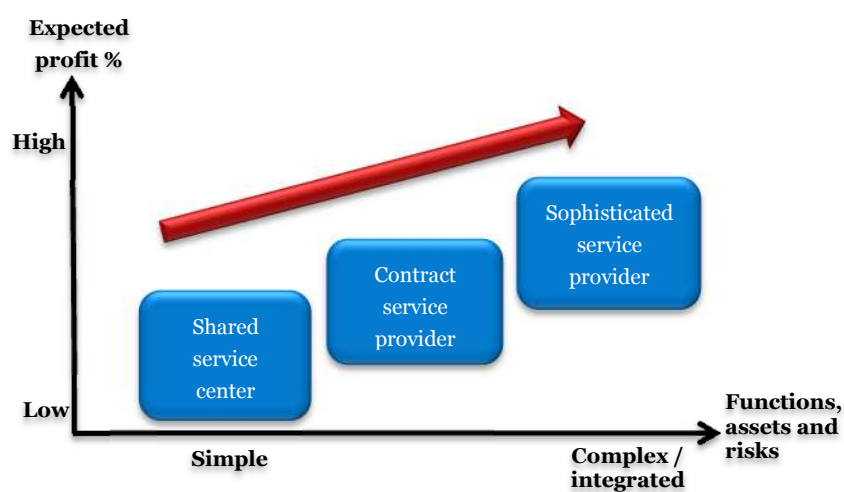 Expected
profit %
High
Sophisticated
service
provider
Contract
service
provider
Shared
service
center
Low
Functions,
assets and
risks
Simple
Complex /
integrated